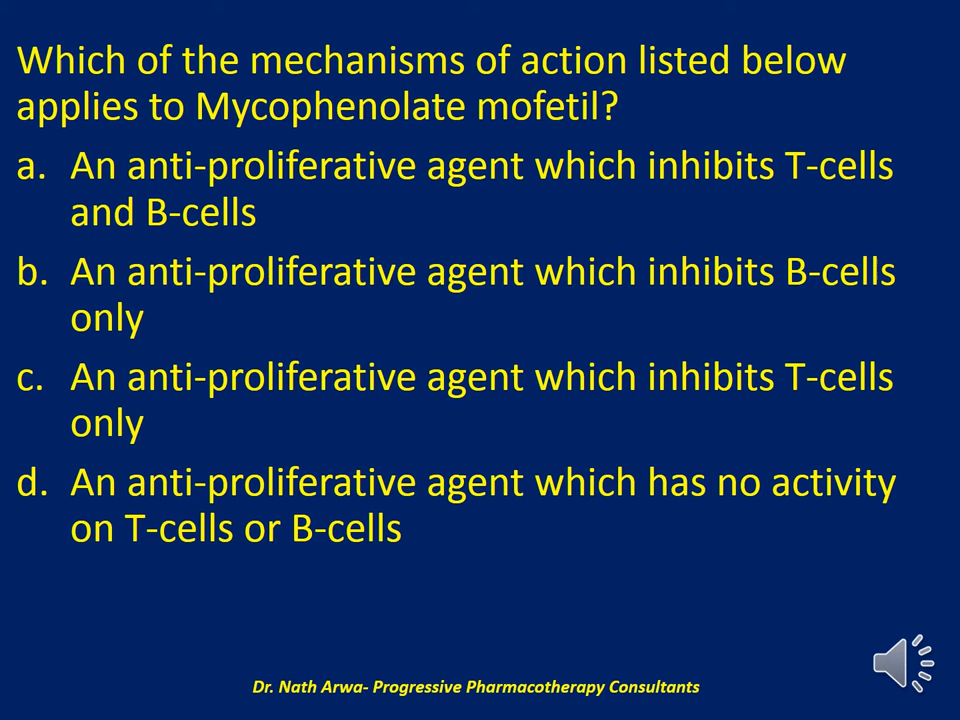 Which of the mechanisms of action listed below
applies to Mycophenolate mofetil?
a. An anti-proliferative agent which inhibits T-cells
and B-cells
b. An anti-proliferative agent which inhibits B-cells
only
c. An anti-proliferative agent which inhibits T-cells
only
d. An anti-proliferative agent which has no activity
on T-cells or B-cells
Dr. Nath Arwa- Progressive Pharmacotherapy Consultants